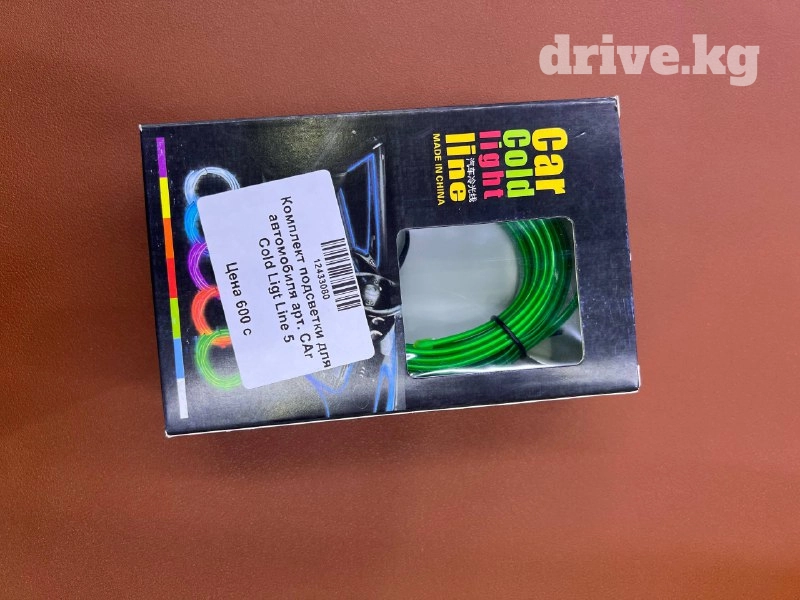 drive.kg
Car
Cold
light
汽车冷光线
line
MADE IN CHINA
12433060
Комплект подсветки для
автомобиля арт. CAr
Cold Ligt Line 5
Цена 600 с